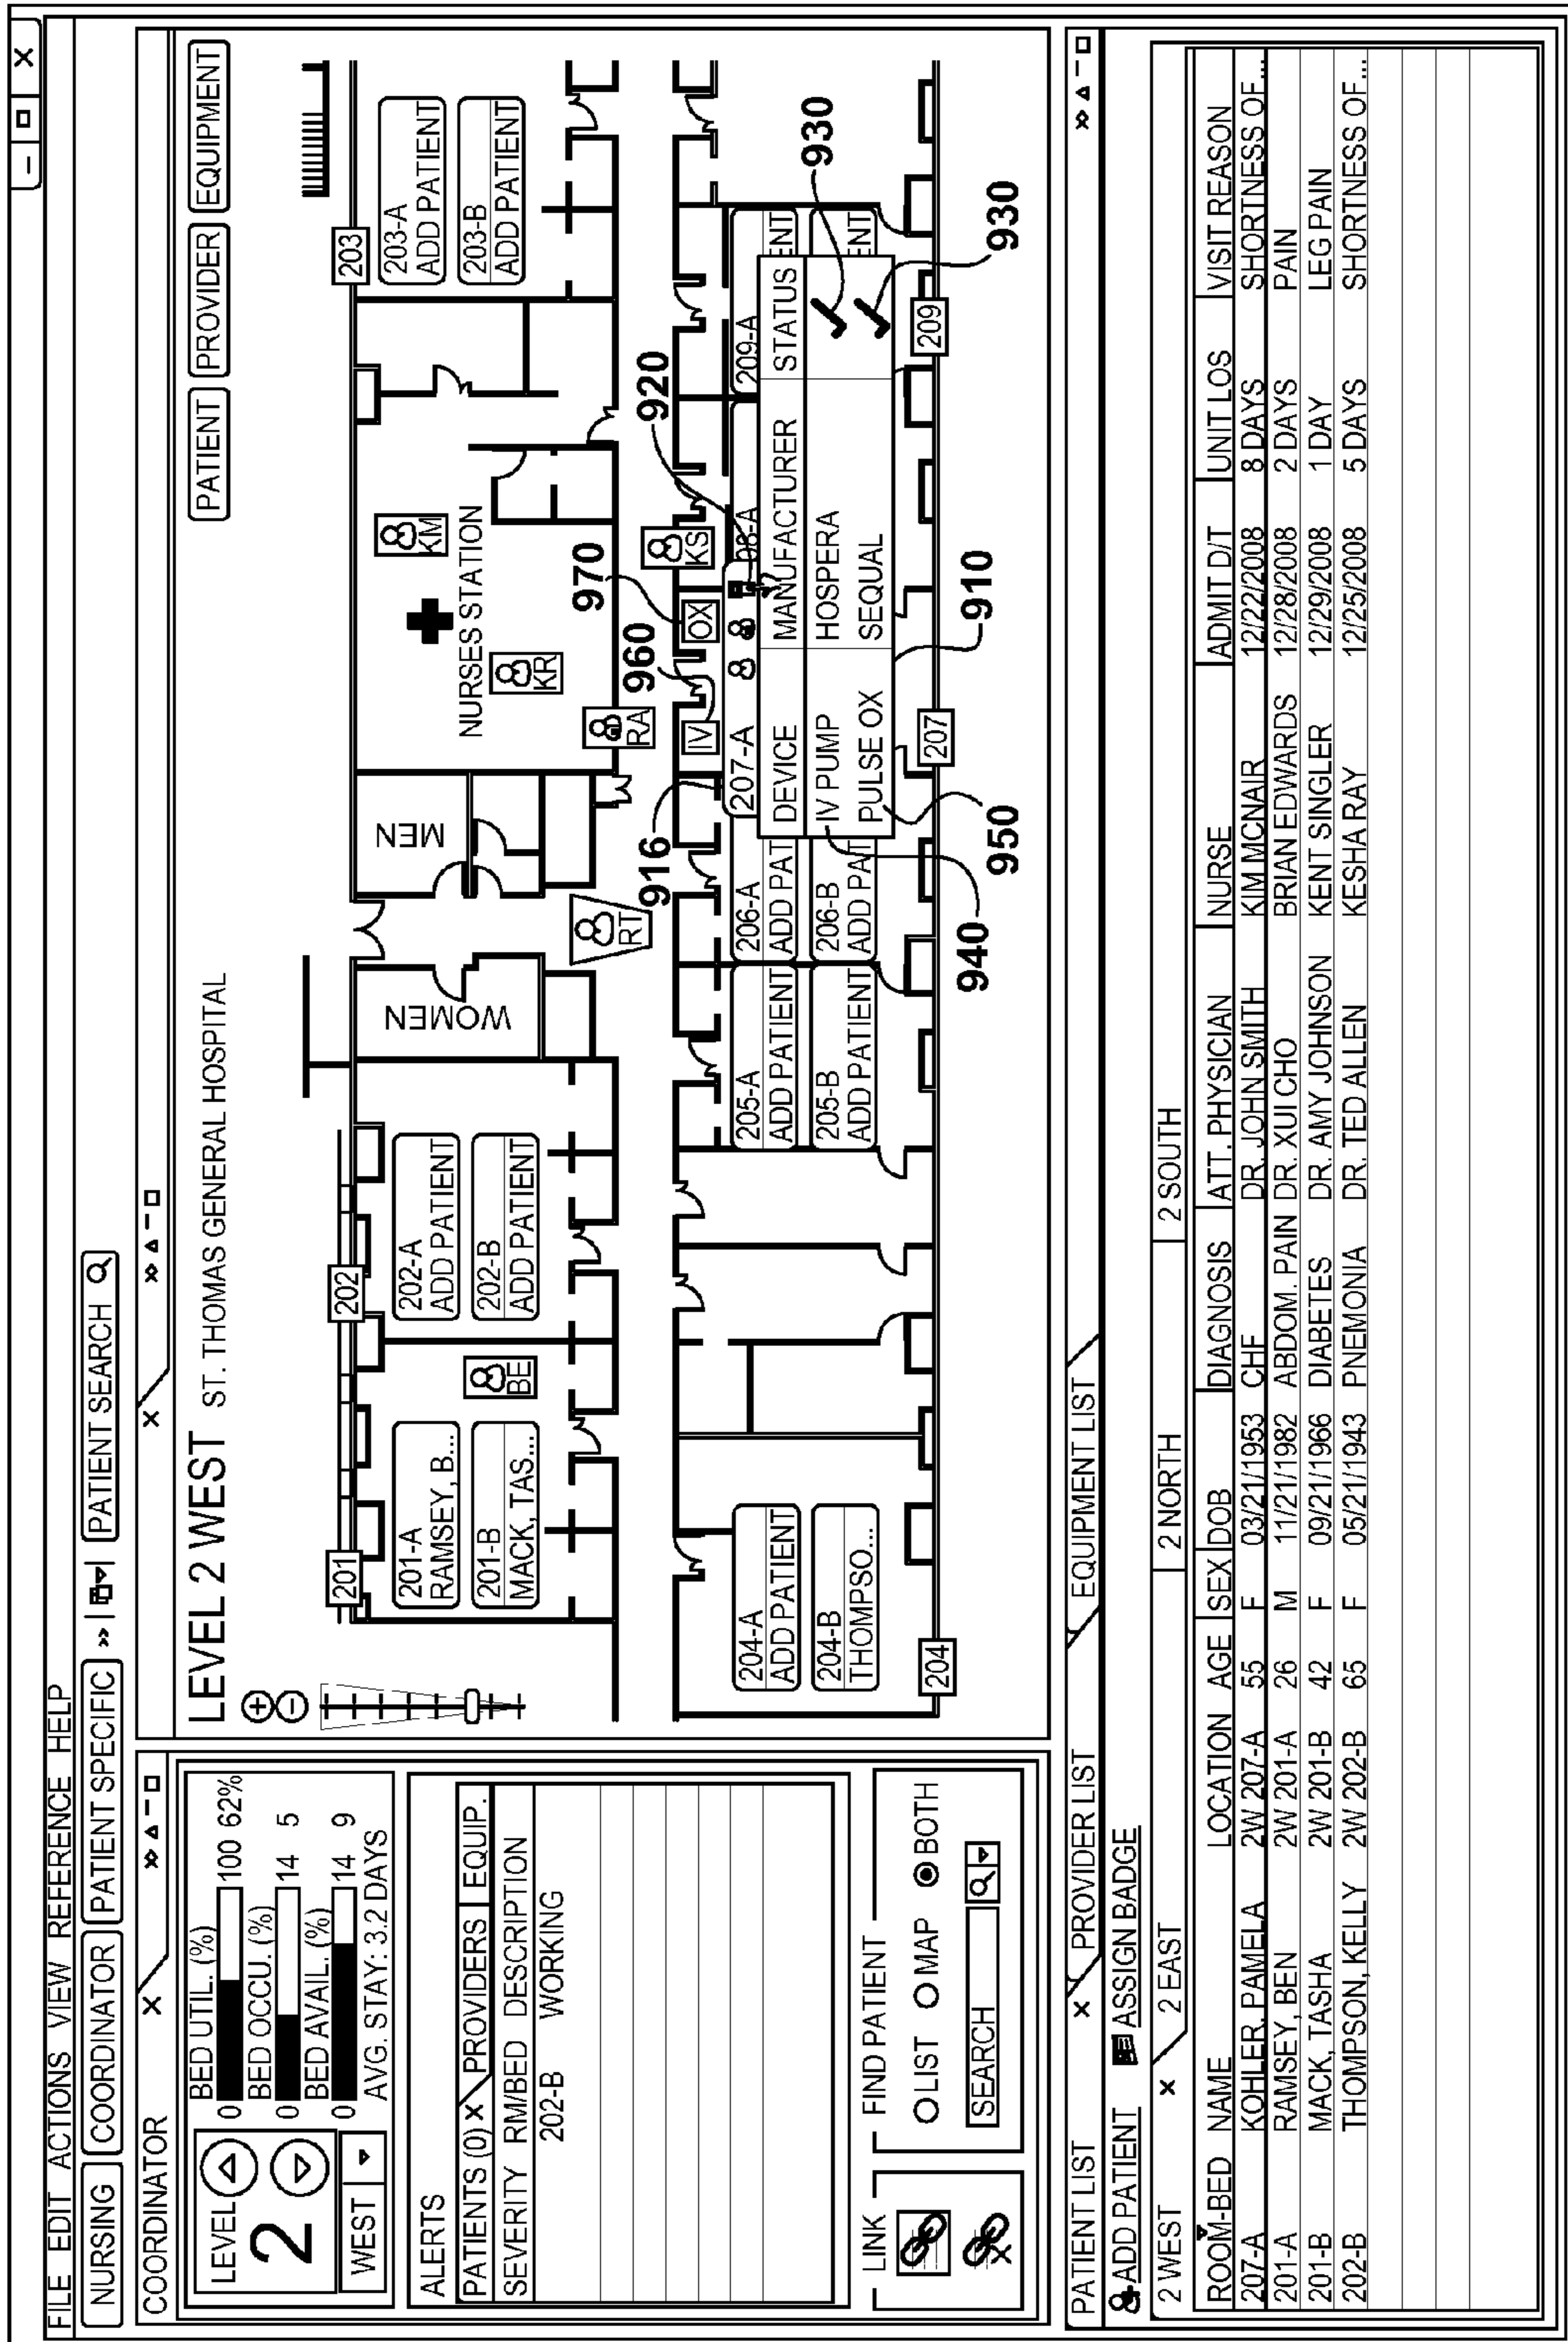 FILE EDIT ACTIONS VIEW REFERENCE HELP
NURSING COORDINATOR PATIENT SPECIFIC » PATIENT SEARCH
COORDINATOR X
LEVEL
2
WEST
BED UTIL. (%)
0 100 62%
BED OCCU. (%)
0 14 5
BED AVAIL. (%)
0 14 9
AVG. STAY: 3.2 DAYS
ALERTS
PATIENTS (0) X PROVIDERS EQUIP.
SEVERITY RM/BED DESCRIPTION
202-B WORKING
LINK
FIND PATIENT
LIST MAP BOTH
SEARCH
X
LEVEL 2 WEST ST. THOMAS GENERAL HOSPITAL
PATIENT PROVIDER EQUIPMENT
201
202
203
201-A
RAMSEY, B...
201-B
MACK, TAS...
BE
202-A
ADD PATIENT
202-B
ADD PATIENT
WOMEN
MEN
RT
NURSES STATION
KM
KR
RA
203-A
ADD PATIENT
203-B
ADD PATIENT
916
960
970
920
IV
OX
KS
204-A
ADD PATIENT
204-B
THOMPSO...
205-A
ADD PATIENT
205-B
ADD PATIENT
206-A
ADD PAT
206-B
ADD PAT
207-A
08-A
209-A
ENT
ENT
DEVICE MANUFACTURER STATUS
IV PUMP HOSPERA
PULSE OX SEQUAL
930
930
204
207
209
940
950
910
PATIENT LIST X PROVIDER LIST EQUIPMENT LIST
ADD PATIENT ASSIGN BADGE
2 WEST X 2 EAST 2 NORTH 2 SOUTH
ROOM-BED NAME LOCATION AGE SEX DOB DIAGNOSIS ATT. PHYSICIAN NURSE ADMIT D/T UNIT LOS VISIT REASON
207-A KOHLER, PAMELA 2W 207-A 55 F 03/21/1953 CHF DR. JOHN SMITH KIM MCNAIR 12/22/2008 8 DAYS SHORTNESS OF...
201-A RAMSEY, BEN 2W 201-A 26 M 11/21/1982 ABDOM. PAIN DR. XUI CHO BRIAN EDWARDS 12/28/2008 2 DAYS PAIN
201-B MACK, TASHA 2W 201-B 42 F 09/21/1966 DIABETES DR. AMY JOHNSON KENT SINGLER 12/29/2008 1 DAY LEG PAIN
202-B THOMPSON, KELLY 2W 202-B 65 F 05/21/1943 PNEMONIA DR. TED ALLEN KESHA RAY 12/25/2008 5 DAYS SHORTNESS OF...